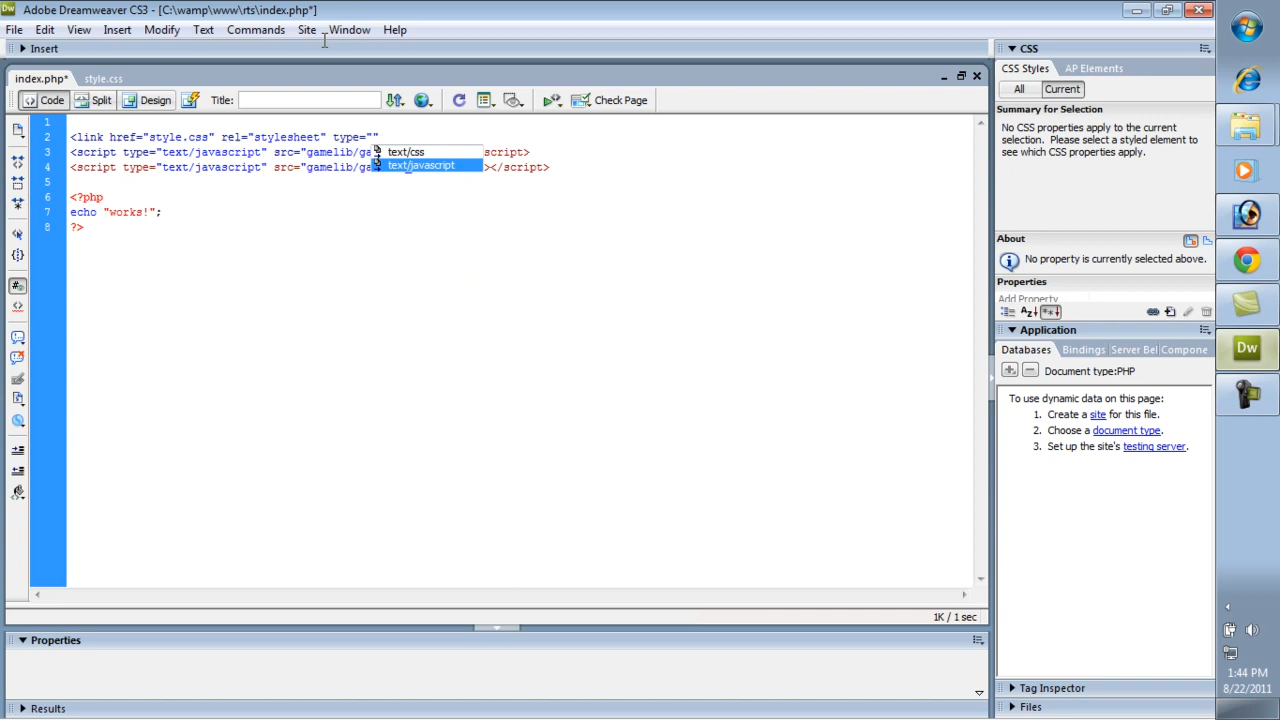 Dw Adobe Dreamweaver CS3 - [C:\wamp\www\rts\index.php*]
File Edit View Insert Modify Text Commands Site Window Help
Insert
index.php* style.css
Code Split Design Title: Check Page
1
2 <link href="style.css" rel="stylesheet" type=""
3 <script type="text/javascript" src="gamelib/ga script>
4 <script type="text/javascript" src="gamelib/ga ></script>
text/css
text/javascript
5
6 <?php
7 echo "works!";
8 ?>
1K / 1 sec
Properties
Results
CSS
CSS Styles AP Elements
All Current
Summary for Selection
No CSS properties apply to the current
selection. Please select a styled element to
see which CSS properties apply.
About
No property is currently selected above.
Properties
Add Property
Application
Databases Bindings Server Bel Compone
Document type:PHP
To use dynamic data on this page:
1. Create a site for this file.
2. Choose a document type.
3. Set up the site's testing server.
Tag Inspector
Files
Dw
1:44 PM
8/22/2011